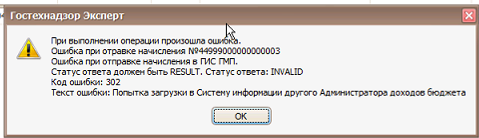 Гостехнадзор Эксперт
При выполнении операции произошла ошибка.
Ошибка при отравке начисления №44999000000000003
Ошибка при отправке начисления в ГИС ГМП.
Статус ответа должен быть RESULT. Статус ответа: INVALID
Код ошибки: 302
Текст ошибки: Попытка загрузки в Систему информации другого Администратора доходов бюджета
OK